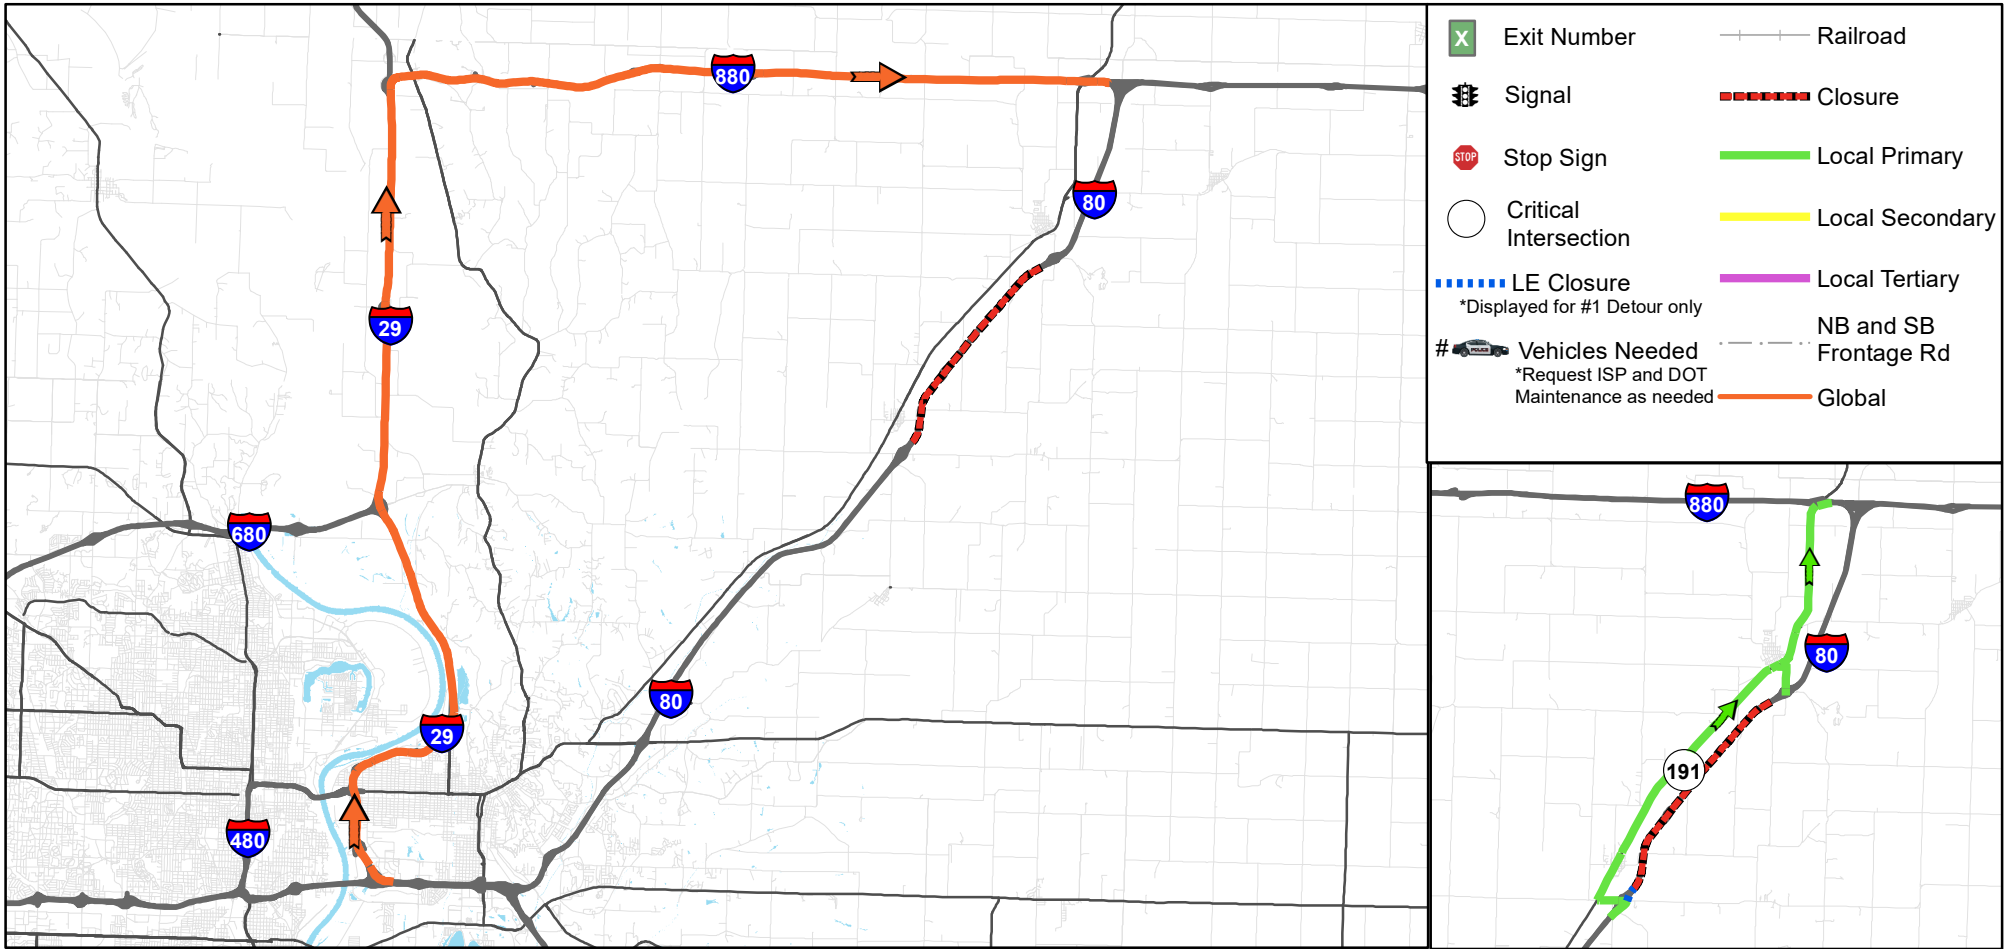 880
80
29
680
80
29
480
X
Exit Number
Railroad
Signal
Closure
STOP
Stop Sign
Local Primary
Critical
Intersection
Local Secondary
LE Closure
*Displayed for #1 Detour only
Local Tertiary
#
POLICE
Vehicles Needed
*Request ISP and DOT
Maintenance as needed
NB and SB
Frontage Rd
Global
880
80
191